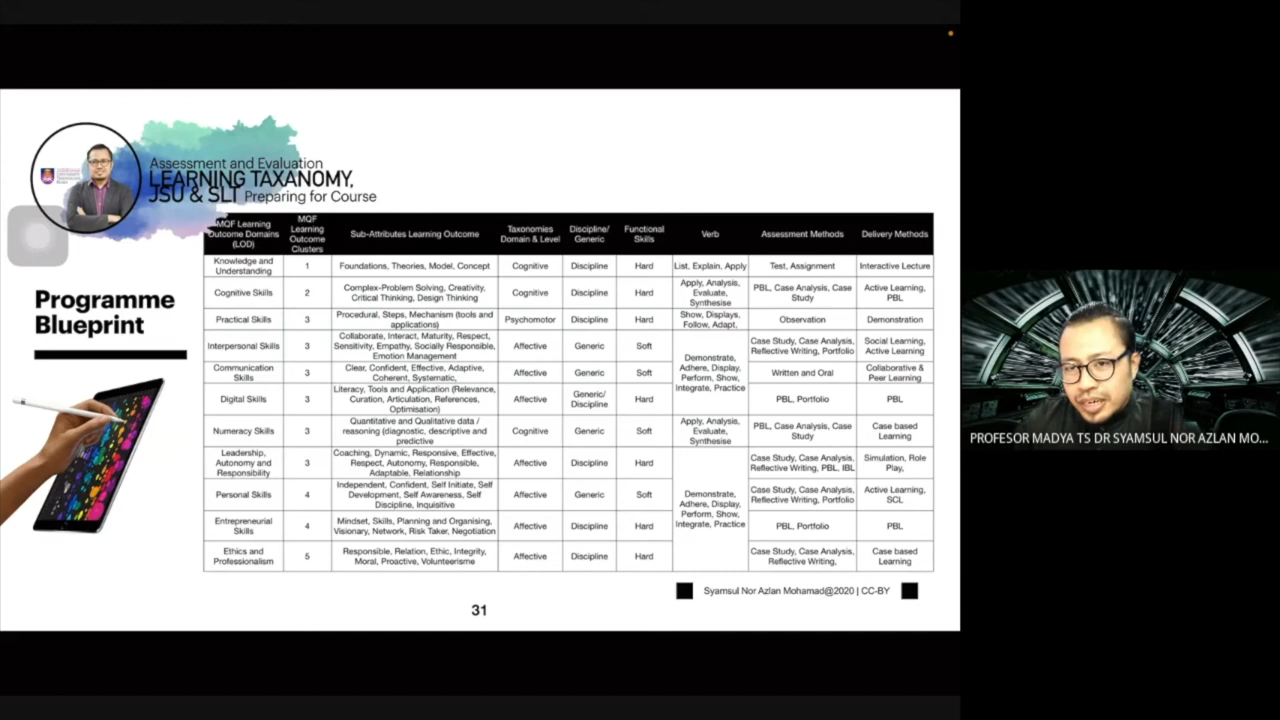 Assessment and Evaluation
LEARNING TAXANOMY,
JSU & SLT Preparing for Course
Programme
Blueprint
MQF Learning
Outcome Domains
(LOD)
MQF
Learning
Outcome
Clusters
Sub-Attributes Learning Outcome
Taxonomies
Domain & Level
Discipline/
Generic
Functional
Skills
Verb
Assessment Methods
Delivery Methods
Knowledge and
Understanding
1
Foundations, Theories, Model, Concept
Cognitive
Discipline
Hard
List, Explain, Apply
Test, Assignment
Interactive Lecture
Cognitive Skills
2
Complex-Problem Solving, Creativity,
Critical Thinking, Design Thinking
Cognitive
Discipline
Hard
Apply, Analysis,
Evaluate,
Synthesise
PBL, Case Analysis, Case
Study
Active Learning,
PBL
Practical Skills
3
Procedural, Steps, Mechanism (tools and
applications)
Psychomotor
Discipline
Hard
Show, Displays,
Follow, Adapt,
Observation
Demonstration
Interpersonal Skills
3
Collaborate, Interact, Maturity, Respect,
Sensitivity, Empathy, Socially Responsible,
Emotion Management
Affective
Generic
Soft
Demonstrate,
Adhere, Display,
Perform, Show,
Integrate, Practice
Case Study, Case Analysis,
Reflective Writing, Portfolio
Social Learning,
Active Learning
Communication
Skills
3
Clear, Confident, Effective, Adaptive,
Coherent, Systematic,
Affective
Generic
Soft
Written and Oral
Collaborative &
Peer Learning
Digital Skills
3
Literacy, Tools and Application (Relevance,
Curation, Articulation, References,
Optimisation)
Affective
Generic/
Discipline
Hard
PBL, Portfolio
PBL
Numeracy Skills
3
Quantitative and Qualitative data /
reasoning (diagnostic, descriptive and
predictive
Cognitive
Generic
Soft
Apply, Analysis,
Evaluate,
Synthesise
PBL, Case Analysis, Case
Study
Case based
Learning
Leadership,
Autonomy and
Responsibility
3
Coaching, Dynamic, Responsive, Effective,
Respect, Autonomy, Responsible,
Adaptable, Relationship
Affective
Discipline
Hard
Demonstrate,
Adhere, Display,
Perform, Show,
Integrate, Practice
Case Study, Case Analysis,
Reflective Writing, PBL, IBL
Simulation, Role
Play,
Personal Skills
4
Independent, Confident, Self Initiate, Self
Development, Self Awareness, Self
Discipline, Inquisitive
Affective
Generic
Soft
Case Study, Case Analysis,
Reflective Writing, Portfolio
Active Learning,
SCL
Entrepreneurial
Skills
4
Mindset, Skills, Planning and Organising,
Visionary, Network, Risk Taker, Negotiation
Affective
Discipline
Hard
PBL, Portfolio
PBL
Ethics and
Professionalism
5
Responsible, Relation, Ethic, Integrity,
Moral, Proactive, Volunteerisme
Affective
Discipline
Hard
Case Study, Case Analysis,
Reflective Writing,
Case based
Learning
Syamsul Nor Azlan Mohamad@2020 | CC-BY
31
PROFESOR MADYA TS DR SYAMSUL NOR AZLAN MO...